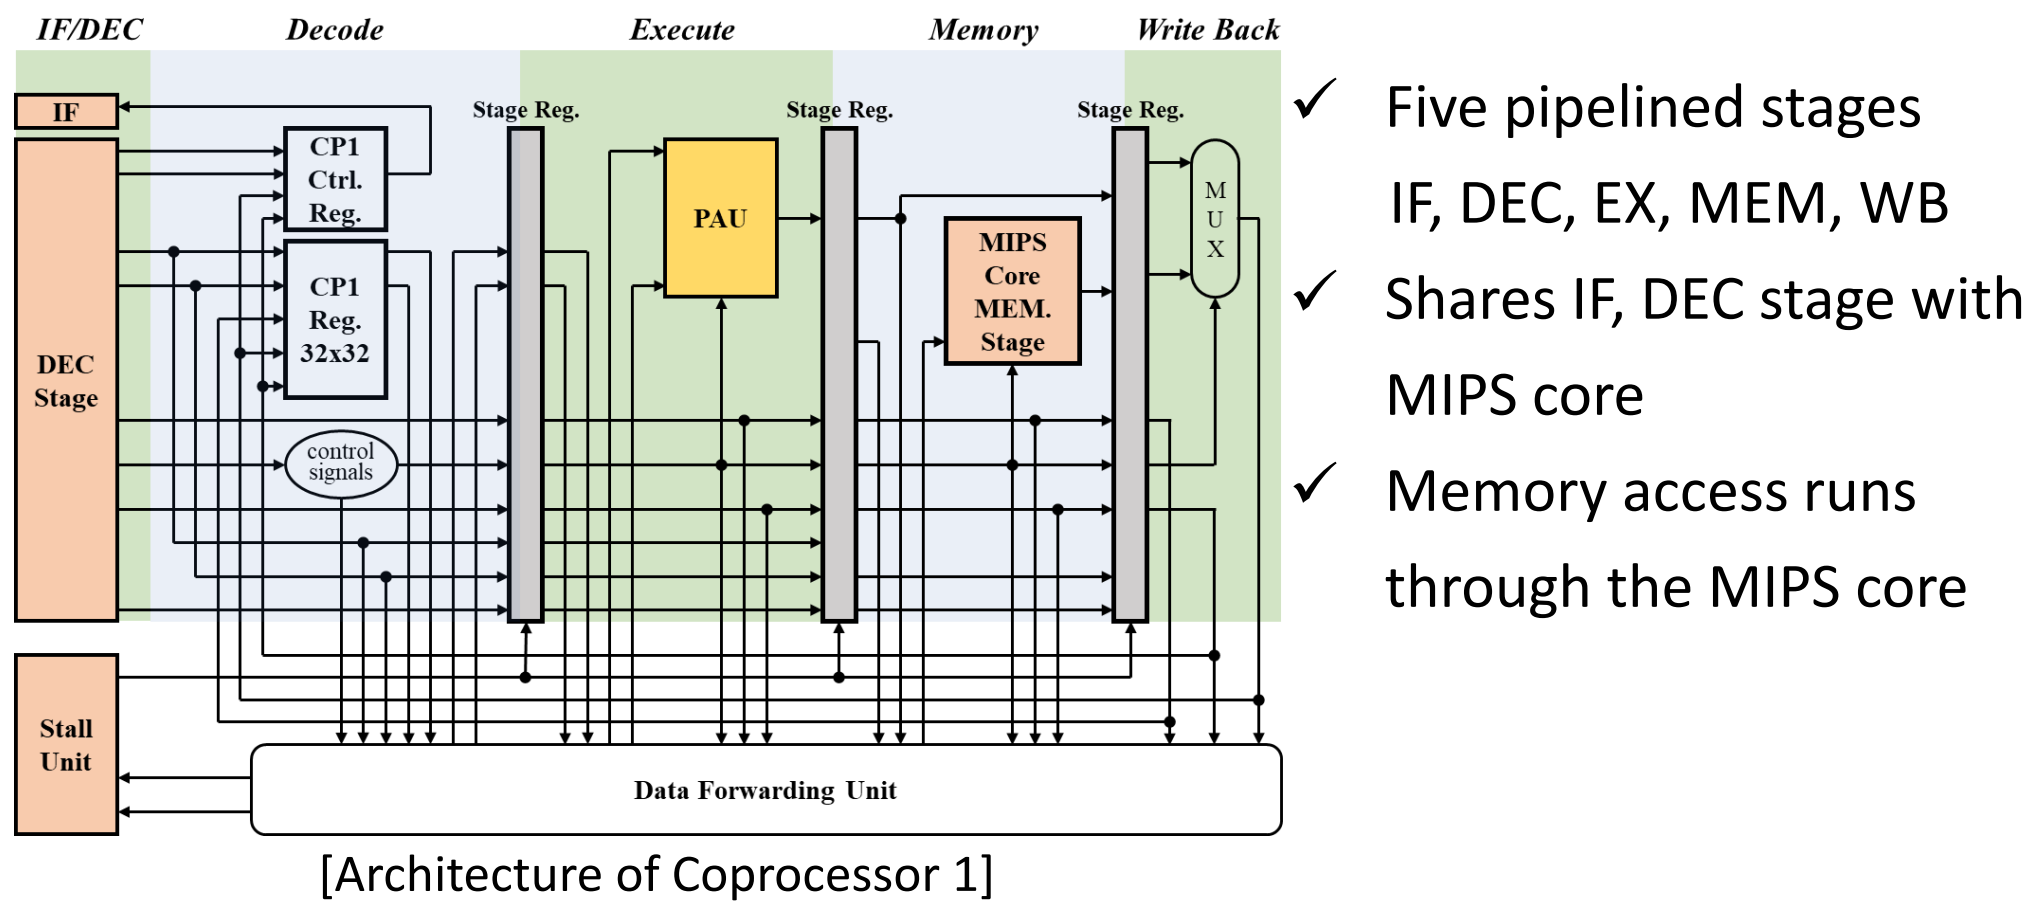 IF/DEC
Decode
Execute
Memory
Write Back
IF
DEC
Stage
CP1
Ctrl.
Reg.
CP1
Reg.
32x32
control
signals
Stage Reg.
PAU
Stage Reg.
MIPS
Core
MEM.
Stage
Stage Reg.
M
U
X
Stall
Unit
Data Forwarding Unit
[Architecture of Coprocessor 1]
✓ Five pipelined stages
IF, DEC, EX, MEM, WB
✓ Shares IF, DEC stage with
MIPS core
✓ Memory access runs
through the MIPS core